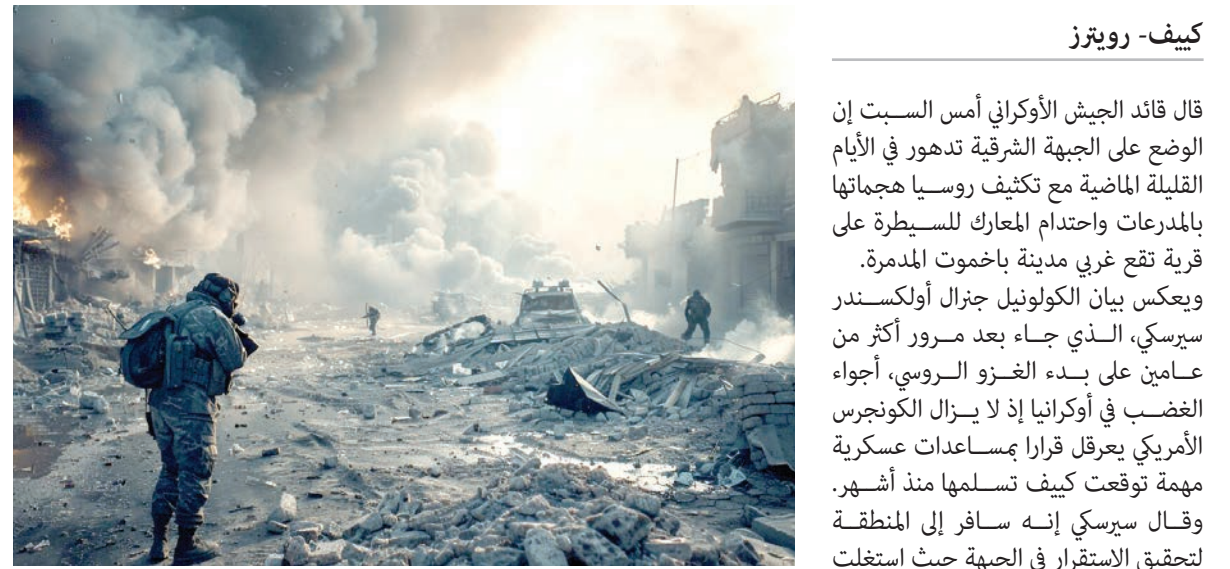 كييف- رويترز
قال قائد الجيش الأوكراني أمس السبت إن
الوضع على الجبهة الشرقية تدهور في الأيام
القليلة الماضية مع تكثيف روسيا هجماتها
بالمدرعات واحتدام المعارك للسيطرة على
قرية تقع غربي مدينة باخموت المدمرة.
ويعكس بيان الكولونيل جنرال أولكسندر
سيرسكي، الذي جاء بعد مرور أكثر من
عامين على بدء الغزو الروسي، أجواء
الغضب في أوكرانيا إذ لا يزال الكونجرس
الأمريكي يعرقل قرارا بمساعدات عسكرية
مهمة توقعت كييف تسلمها منذ أشهر.
وقال سيرسكي إنه سافر إلى المنطقة
لتحقيق الاستقرار في الجبهة حيث استغلت